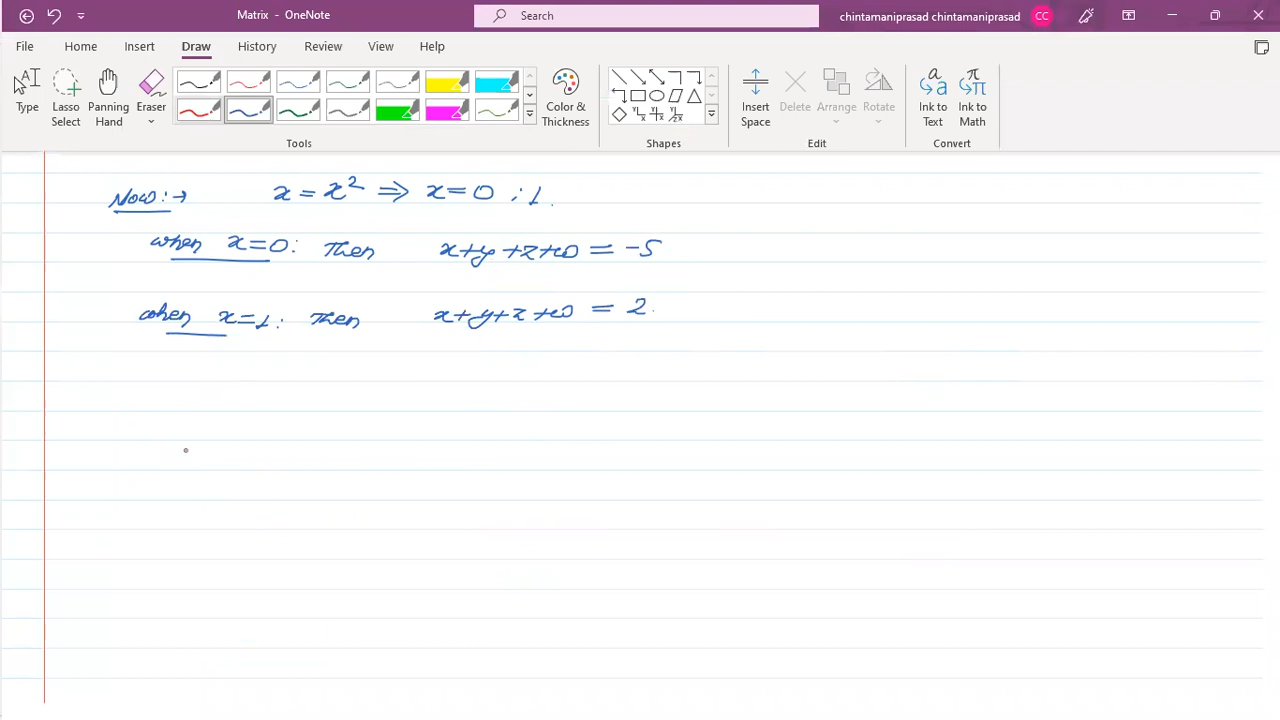 Matrix - OneNote
Search
chintamaniprasad chintamaniprasad CC
File Home Insert Draw History Review View Help
Type Lasso Select Panning Hand Eraser Color & Thickness Insert Space Delete Arrange Rotate Ink to Text Ink to Math
Tools Shapes Edit Convert
Now:→ x = x² ⇒ x=0 ; 1.
when x=0: Then x+y+z+w = -5
when x=1: Then x+y+z+w = 2.